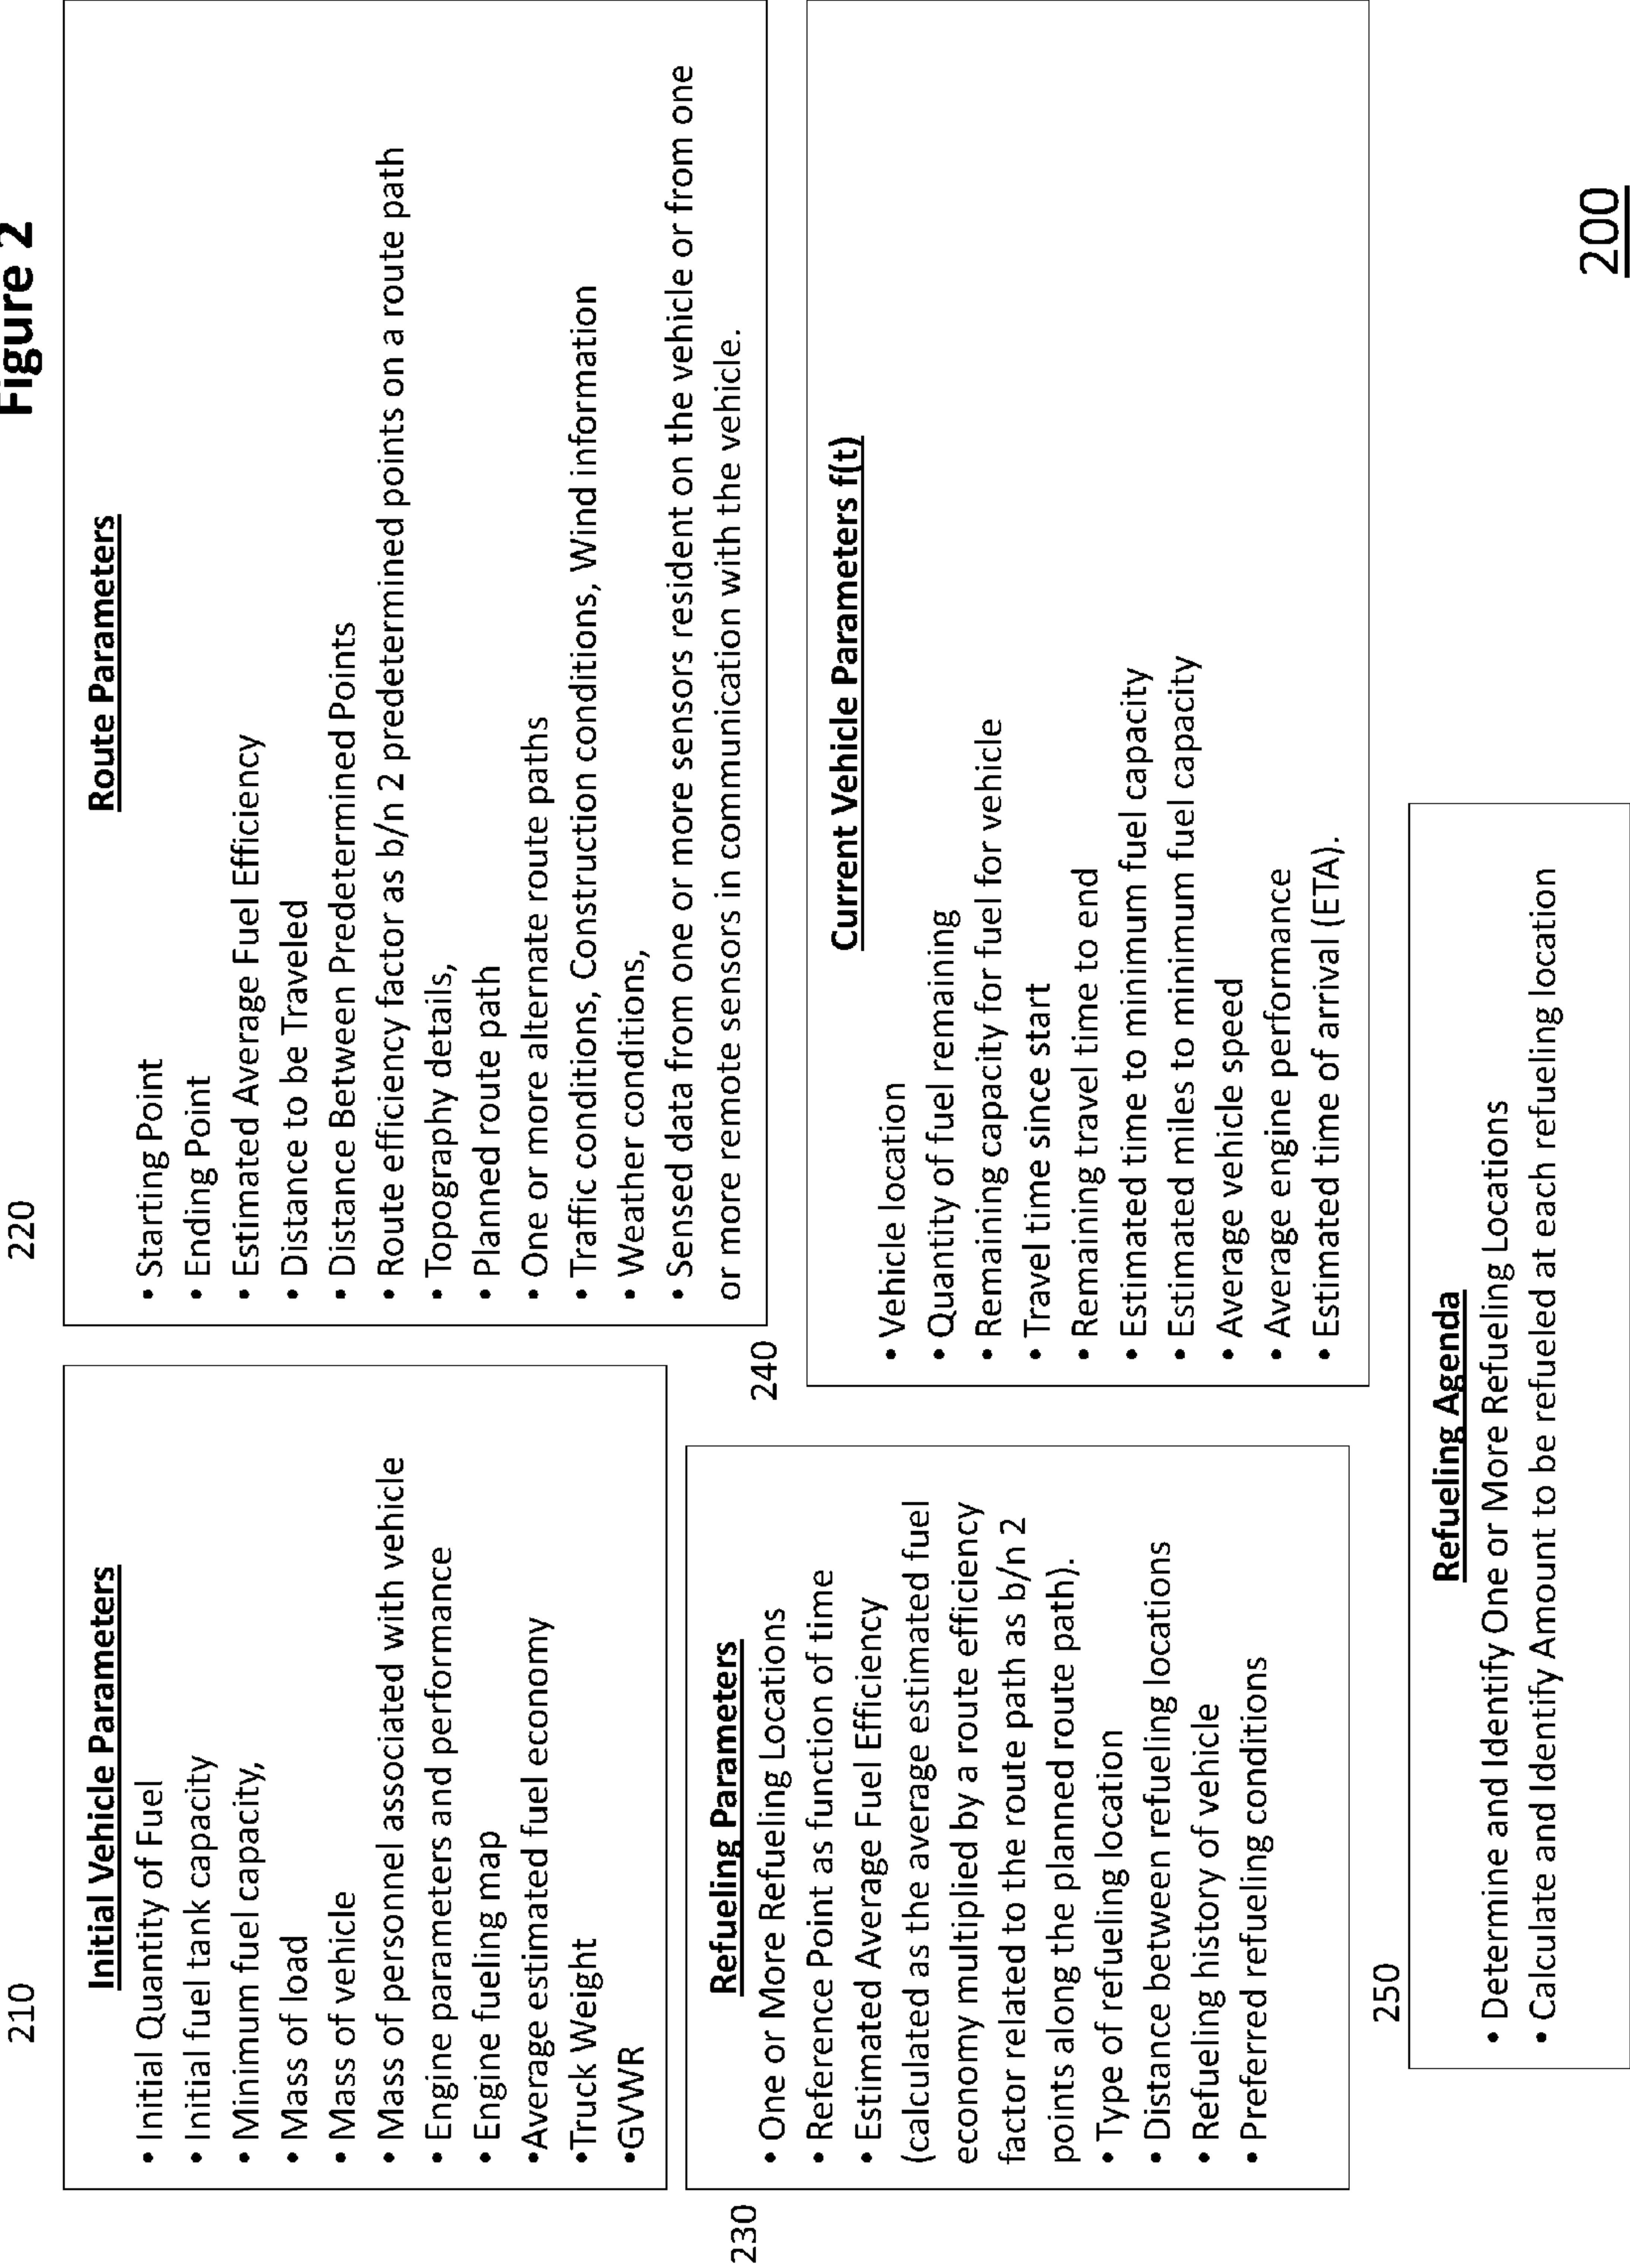 Figure 2
210
Initial Vehicle Parameters
• Initial Quantity of Fuel
• Initial fuel tank capacity
• Minimum fuel capacity,
• Mass of load
• Mass of vehicle
• Mass of personnel associated with vehicle
• Engine parameters and performance
• Engine fueling map
•Average estimated fuel economy
•Truck Weight
•GVWR
220
Route Parameters
• Starting Point
• Ending Point
• Estimated Average Fuel Efficiency
• Distance to be Traveled
• Distance Between Predetermined Points
• Route efficiency factor as b/n 2 predetermined points on a route path
• Topography details,
• Planned route path
• One or more alternate route paths
• Traffic conditions, Construction conditions, Wind information
• Weather conditions,
• Sensed data from one or more sensors resident on the vehicle or from one
or more remote sensors in communication with the vehicle.
230
Refueling Parameters
• One or More Refueling Locations
• Reference Point as function of time
• Estimated Average Fuel Efficiency
(calculated as the average estimated fuel
economy multiplied by a route efficiency
factor related to the route path as b/n 2
points along the planned route path).
• Type of refueling location
• Distance between refueling locations
• Refueling history of vehicle
• Preferred refueling conditions
240
Current Vehicle Parameters f(t)
• Vehicle location
• Quantity of fuel remaining
• Remaining capacity for fuel for vehicle
• Travel time since start
• Remaining travel time to end
• Estimated time to minimum fuel capacity
• Estimated miles to minimum fuel capacity
• Average vehicle speed
• Average engine performance
• Estimated time of arrival (ETA).
250
Refueling Agenda
• Determine and Identify One or More Refueling Locations
• Calculate and Identify Amount to be refueled at each refueling location
200